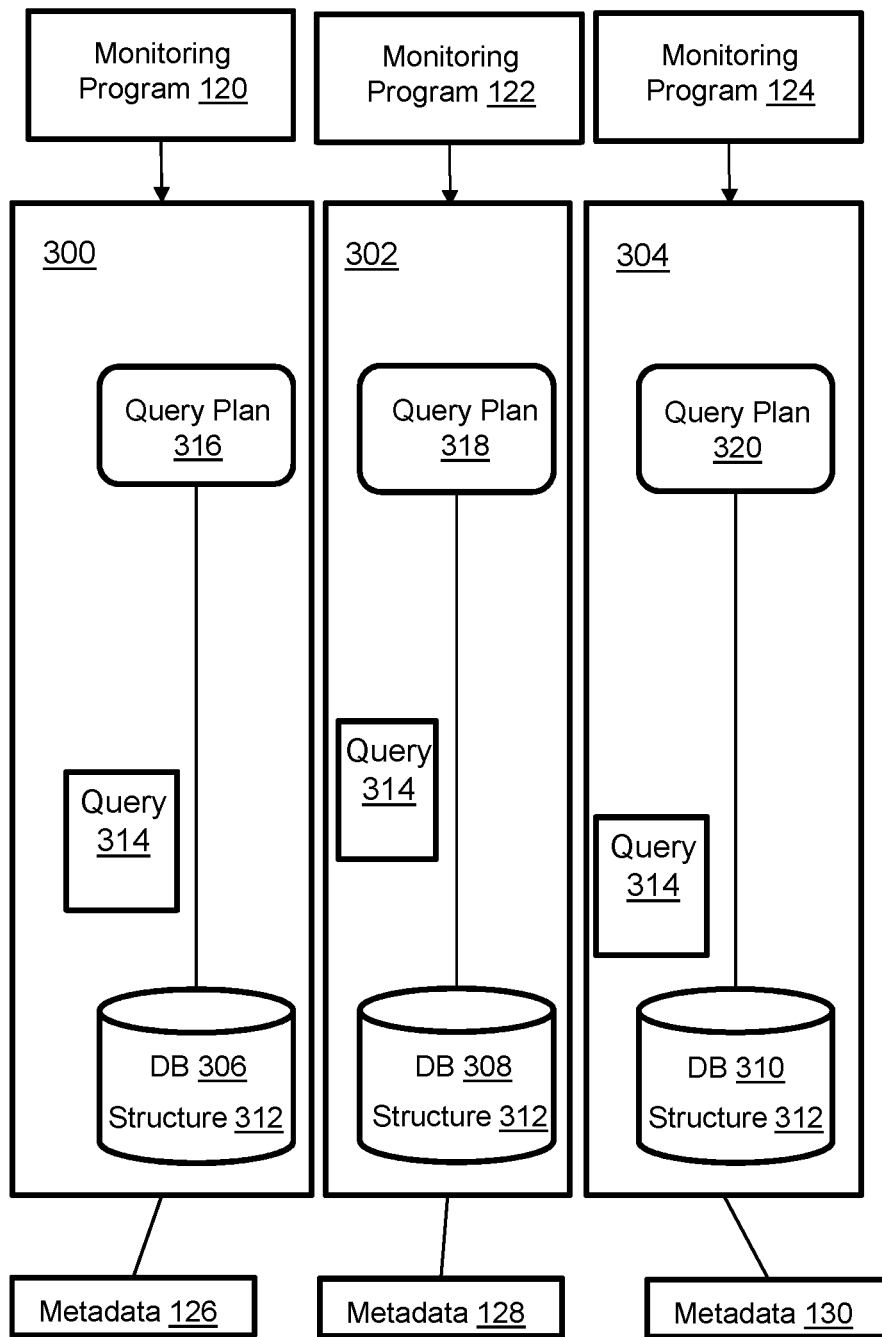 Monitoring
Program 120
Monitoring
Program 122
Monitoring
Program 124
300
302
304
Query Plan
316
Query Plan
318
Query Plan
320
Query
314
Query
314
Query
314
DB 306
Structure 312
DB 308
Structure 312
DB 310
Structure 312
Metadata 126
Metadata 128
Metadata 130